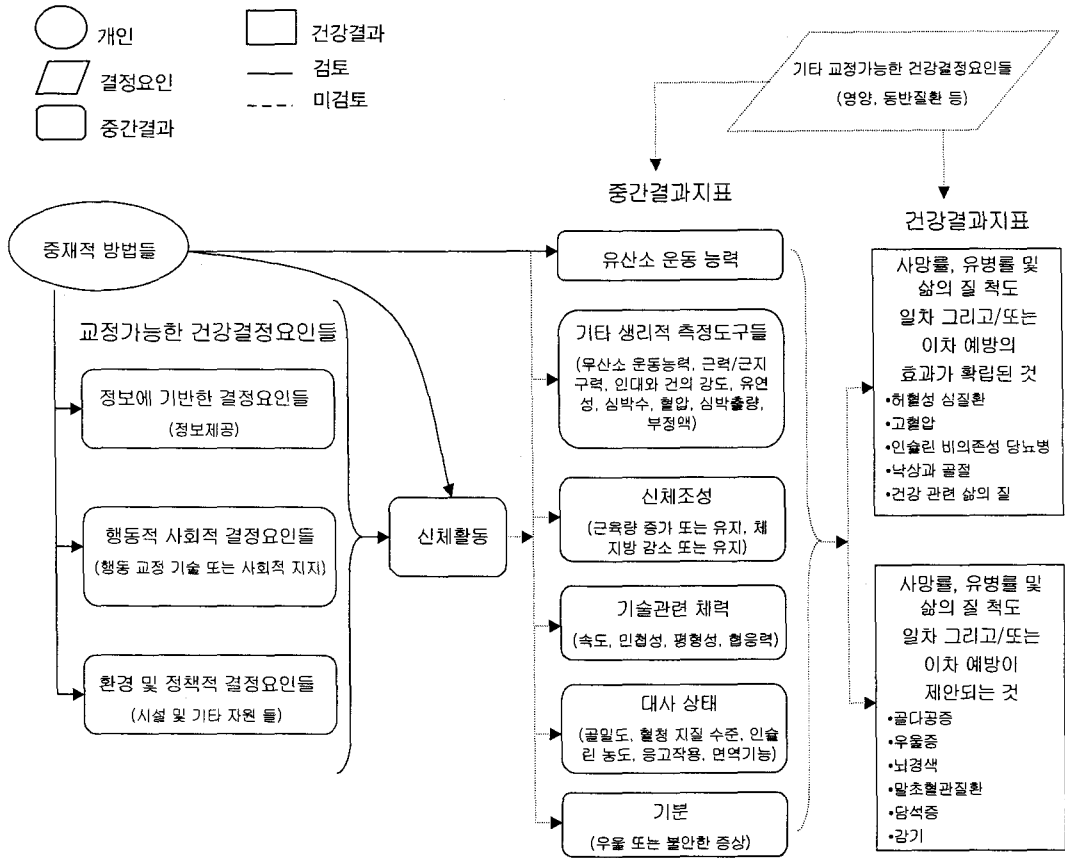 개인
결정요인
중간결과
건강결과
검토
미검토
기타 교정가능한 건강결정요인들
(영양, 동반질환 등)
중간결과지표
건강결과지표
중재적 방법들
교정가능한 건강결정요인들
정보에 기반한 결정요인들
(정보제공)
행동적 사회적 결정요인들
(행동 교정 기술 또는 사회적 지지)
환경 및 정책적 결정요인들
(시설 및 기타 자원 들)
신체활동
유산소 운동 능력
기타 생리적 측정도구들
(무산소 운동능력, 근력/근지
구력, 인대와 건의 강도, 유연
성, 심박수, 혈압, 심박출량,
부정맥)
신체조성
(근육량 증가 또는 유지, 체
지방 감소 또는 유지)
기술관련 체력
(속도, 민첩성, 평형성, 협응력)
대사 상태
(골밀도, 혈청 지질 수준, 인슐
린 농도, 응고작용, 면역기능)
기분
(우울 또는 불안한 증상)
사망률, 유병률 및
삶의 질 척도
일차 그리고/또는
이차 예방의
효과가 확립된 것
•허혈성 심질환
•고혈압
•인슐린 비의존성 당뇨병
•낙상과 골절
•건강 관련 삶의 질
사망률, 유병률 및
삶의 질 척도
일차 그리고/또는
이차 예방이
제안되는 것
•골다공증
•우울증
•뇌경색
•말초혈관질환
•담석증
•감기